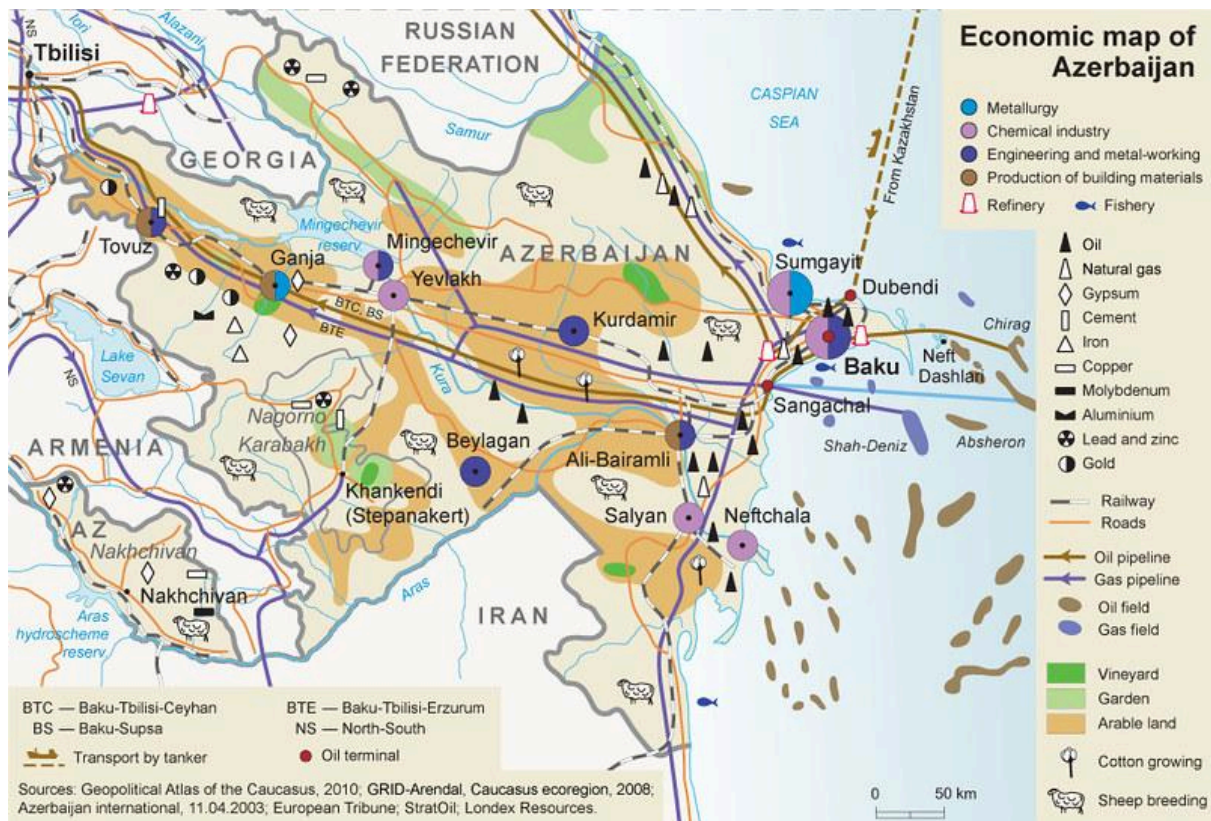 Economic map of
Azerbaijan
Metallurgy
Chemical industry
Engineering and metal-working
Production of building materials
Refinery
Fishery
Oil
Natural gas
Gypsum
Cement
Iron
Copper
Molybdenum
Aluminium
Lead and zinc
Gold
Railway
Roads
Oil pipeline
Gas pipeline
Oil field
Gas field
Vineyard
Garden
Arable land
Cotton growing
Sheep breeding
NS
Iori
Alazani
Tbilisi
RUSSIAN
FEDERATION
CASPIAN
SEA
From Kazakhstan
Samur
GEORGIA
Mingechevir
reserv.
Tovuz
Ganja
Mingechevir
Yevlakh
AZERBAIJAN
Sumgayit
Dubendi
BTC, BS
BTE
Kurdamir
Baku
Chirag
Neft
Dashlan
Lake
Sevan
NS
Kura
Sangachal
Nagorno
Karabakh
ARMENIA
Beylagan
Ali-Bairamli
Shah-Deniz
Absheron
Khankendi
(Stepanakert)
Salyan
Neftchala
AZ
Nakhchivan
Nakhchivan
Aras
Aras
hydroscheme
reserv.
IRAN
BTC — Baku-Tbilisi-Ceyhan
BTE — Baku-Tbilisi-Erzurum
BS — Baku-Supsa
NS — North-South
Transport by tanker
Oil terminal
Sources: Geopolitical Atlas of the Caucasus, 2010; GRID-Arendal, Caucasus ecoregion, 2008;
Azerbaijan international, 11.04.2003; European Tribune; StratOil; Londex Resources.
0 50 km